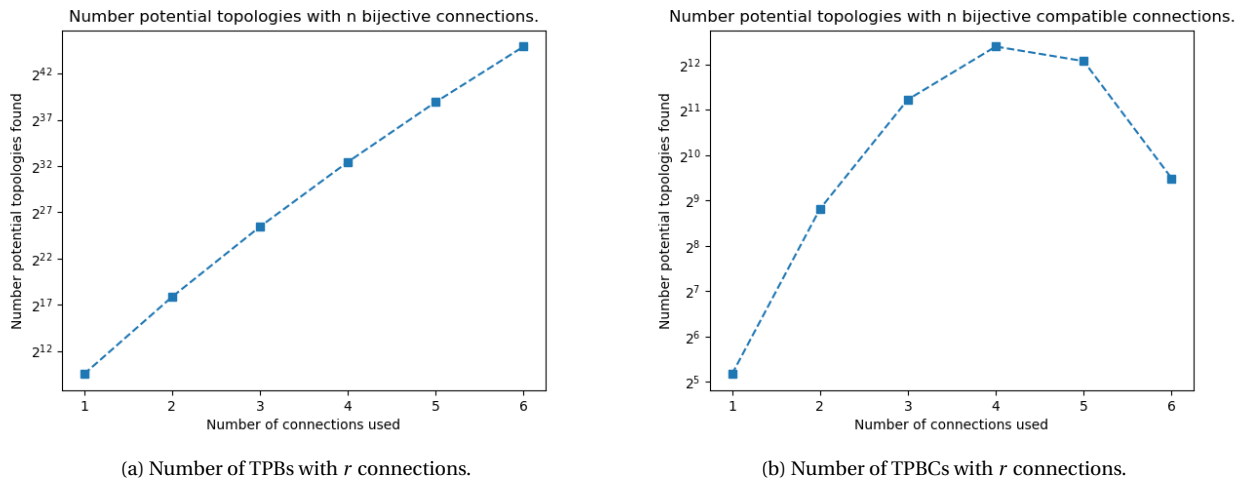 Number potential topologies with n bijective connections.
Number potential topologies found
2^42
2^37
2^32
2^27
2^22
2^17
2^12
1 2 3 4 5 6
Number of connections used
(a) Number of TPBs with r connections.
Number potential topologies with n bijective compatible connections.
Number potential topologies found
2^12
2^11
2^10
2^9
2^8
2^7
2^6
2^5
1 2 3 4 5 6
Number of connections used
(b) Number of TPBCs with r connections.